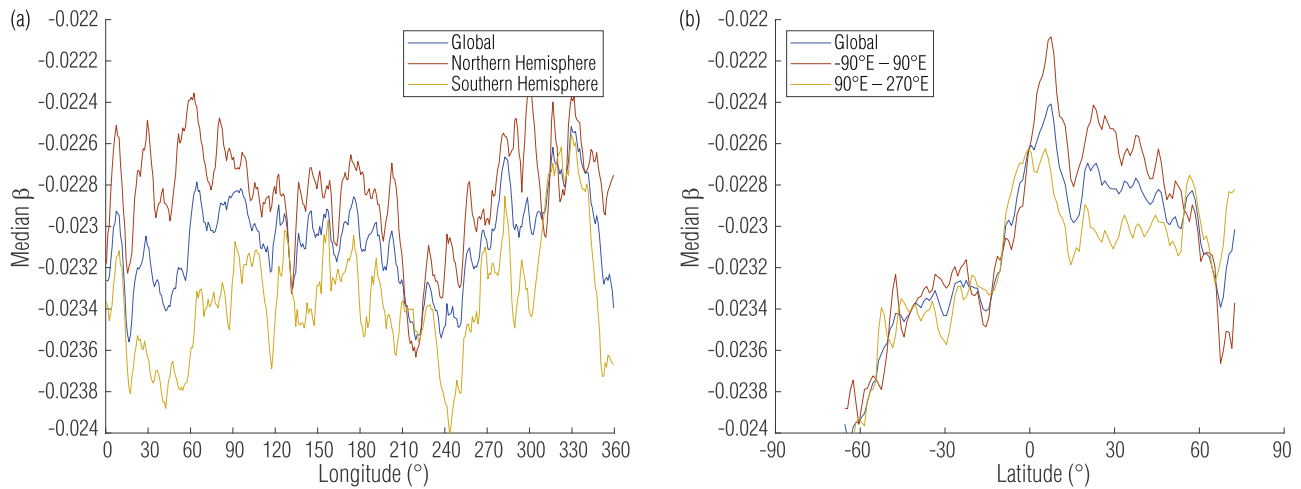 (a)
-0.022
-0.0222
-0.0224
-0.0226
-0.0228
-0.023
-0.0232
-0.0234
-0.0236
-0.0238
-0.024
Median β
Global
Northern Hemisphere
Southern Hemisphere
0 30 60 90 120 150 180 210 240 270 300 330 360
Longitude (°)
(b)
-0.022
-0.0222
-0.0224
-0.0226
-0.0228
-0.023
-0.0232
-0.0234
-0.0236
-0.0238
-0.024
Median β
Global
-90°E – 90°E
90°E – 270°E
-90 -60 -30 0 30 60 90
Latitude (°)